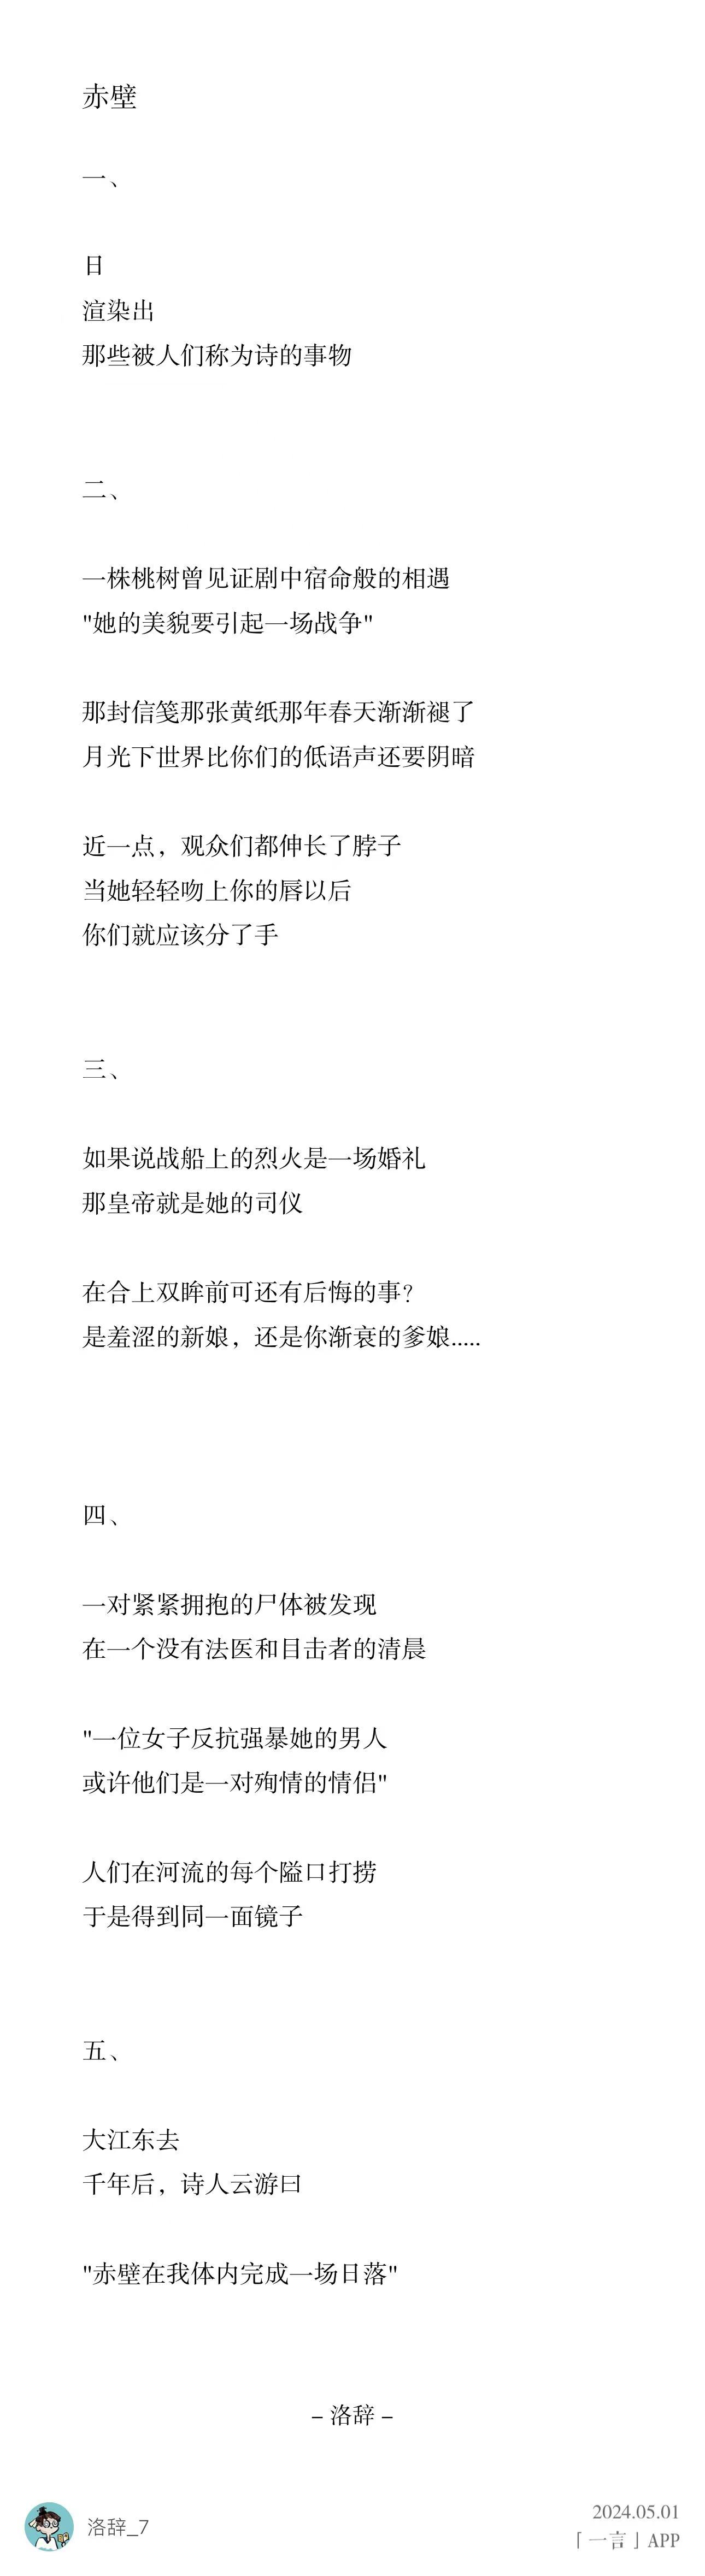 赤壁
一、
日
渲染出
那些被人们称为诗的事物
二、
一株桃树曾见证剧中宿命般的相遇
"她的美貌要引起一场战争"
那封信笺那张黄纸那年春天渐渐褪了
月光下世界比你们的低语声还要阴暗
近一点，观众们都伸长了脖子
当她轻轻吻上你的唇以后
你们就应该分了手
三、
如果说战船上的烈火是一场婚礼
那皇帝就是她的司仪
在合上双眸前可还有后悔的事？
是羞涩的新娘，还是你渐衰的爹娘.....
四、
一对紧紧拥抱的尸体被发现
在一个没有法医和目击者的清晨
"一位女子反抗强暴她的男人
或许他们是一对殉情的情侣"
人们在河流的每个隘口打捞
于是得到同一面镜子
五、
大江东去
千年后，诗人云游曰
"赤壁在我体内完成一场日落"
– 洛辞 –
洛辞_7
2024.05.01
「一言」APP